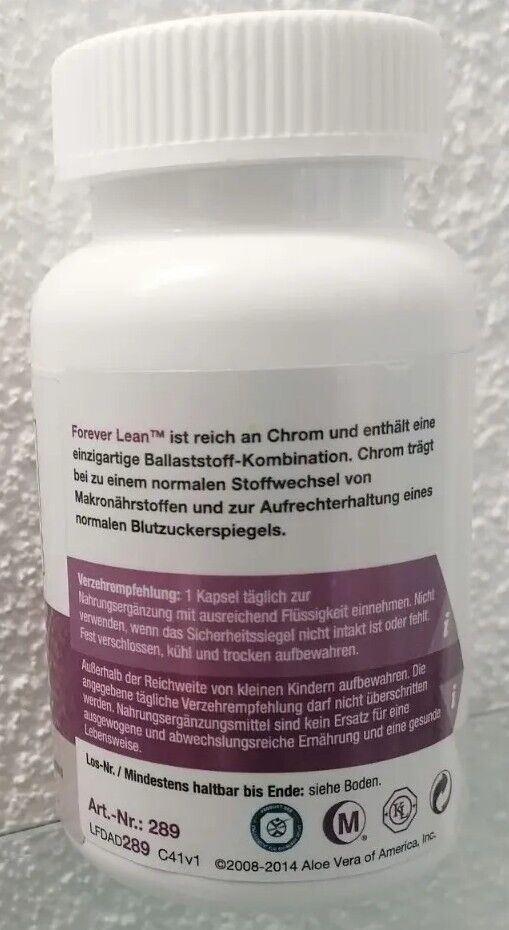 Forever Lean™ ist reich an Chrom und enthält eine
einzigartige Ballaststoff-Kombination. Chrom trägt
bei zu einem normalen Stoffwechsel von
Makronährstoffen und zur Aufrechterhaltung eines
normalen Blutzuckerspiegels.
Verzehrempfehlung: 1 Kapsel täglich zur
Nahrungsergänzung mit ausreichend Flüssigkeit einnehmen. Nicht
verwenden, wenn das Sicherheitssiegel nicht intakt ist oder fehlt.
Fest verschlossen, kühl und trocken aufbewahren.
Außerhalb der Reichweite von kleinen Kindern aufbewahren. Die
angegebene tägliche Verzehrempfehlung darf nicht überschritten
werden. Nahrungsergänzungsmittel sind kein Ersatz für eine
ausgewogene und abwechslungsreiche Ernährung und eine gesunde
Lebensweise.
Los-Nr. / Mindestens haltbar bis Ende: siehe Boden.
Art.-Nr.: 289
LFDAD289 C41v1
M®
©2008-2014 Aloe Vera of America, Inc.